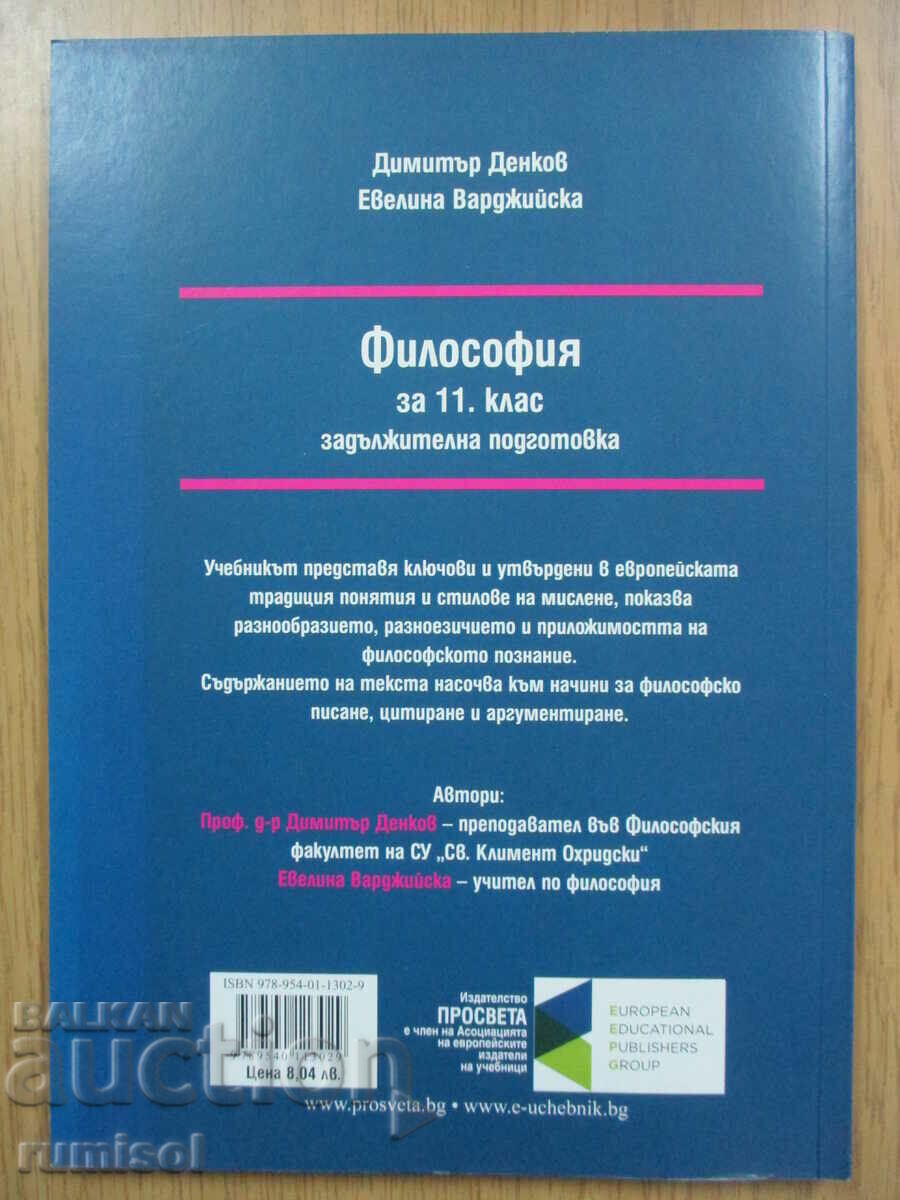 Димитър Денков
Евелина Варджийска
Философия
за 11. клас
задължителна подготовка
Учебникът представя ключови и утвърдени в европейската
традиция понятия и стилове на мислене, показва
разнообразието, разноезичието и приложимостта на
философското познание.
Съдържанието на текста насочва към начини за философско
писане, цитиране и аргументиране.
Автори:
Проф. д-р Димитър Денков – преподавател във Философския
факултет на СУ „Св. Климент Охридски“
Евелина Варджийска – учител по философия
ISBN 978-954-01-1302-9
9789540113029
Цена 8,04 лв.
Издателство
ПРОСВЕТА
е член на Асоциацията
на европейските
издатели
на учебници
EUROPEAN
EDUCATIONAL
PUBLISHERS
GROUP
www.prosveta.bg • www.e-uchebnik.bg
BALKAN
auction
rumisol